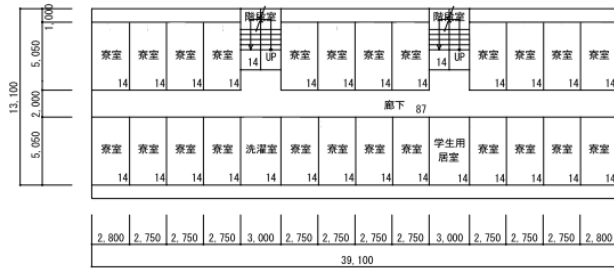 階段室 階段室
寮室 寮室 寮室 寮室 寮室 寮室 寮室 寮室 寮室 寮室 寮室 寮室
14 UP 14 UP
14 14 14 14 14 14 14 14 14 14 14 14
廊下 87
寮室 寮室 寮室 寮室 洗濯室 寮室 寮室 寮室 寮室 学生用 寮室 寮室 寮室 寮室
居室
14 14 14 14 14 14 14 14 14 14 14 14 14 14
1,000
5,050
2,000
5,050
13,100
2,800 2,750 2,750 2,750 3,000 2,750 2,750 2,750 2,750 3,000 2,750 2,750 2,750 2,800
39,100